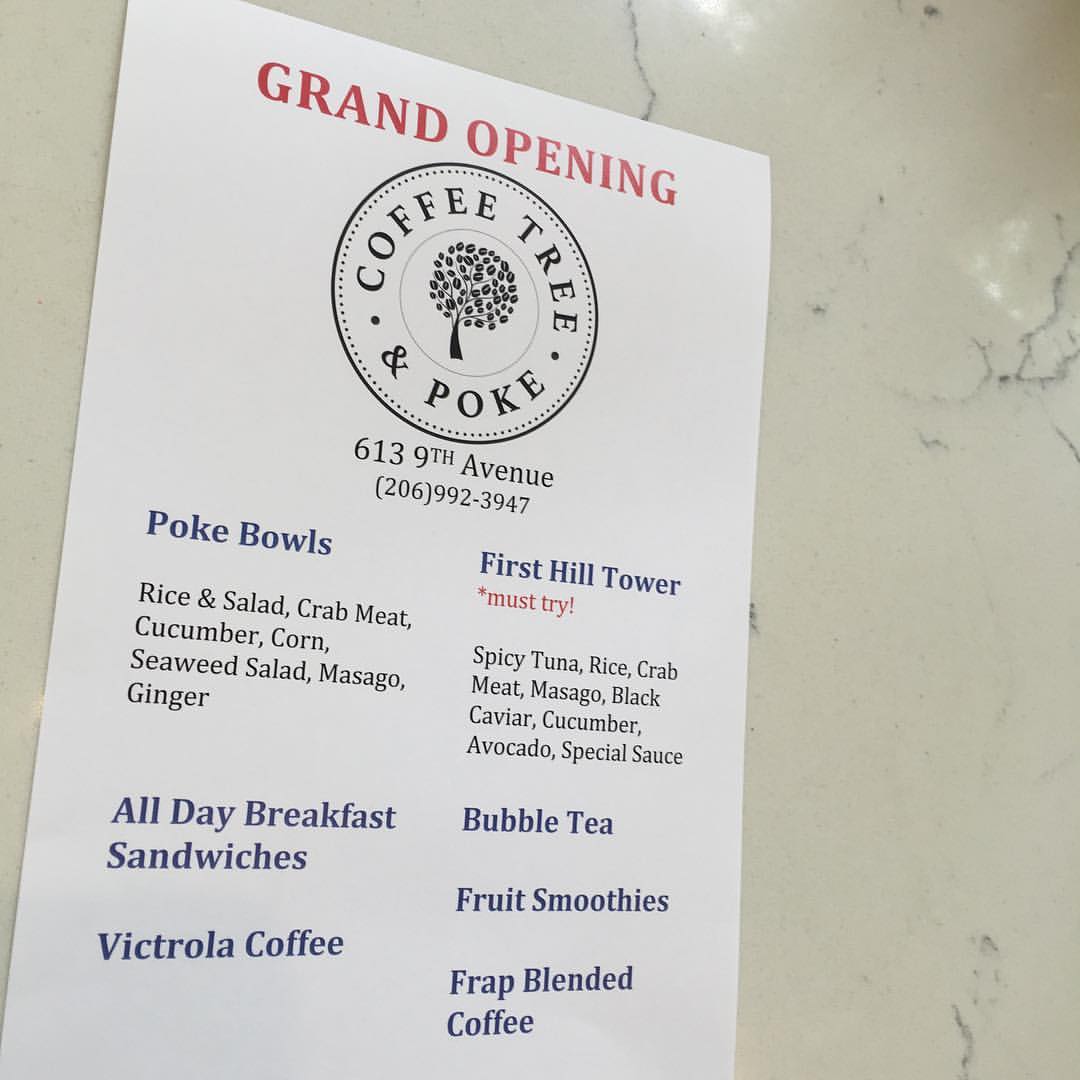 GRAND OPENING
COFFEE TREE
& POKE
613 9TH Avenue
(206)992-3947
Poke Bowls
Rice & Salad, Crab Meat,
Cucumber, Corn,
Seaweed Salad, Masago,
Ginger
First Hill Tower
*must try!
Spicy Tuna, Rice, Crab
Meat, Masago, Black
Caviar, Cucumber,
Avocado, Special Sauce
All Day Breakfast
Sandwiches
Victrola Coffee
Bubble Tea
Fruit Smoothies
Frap Blended
Coffee